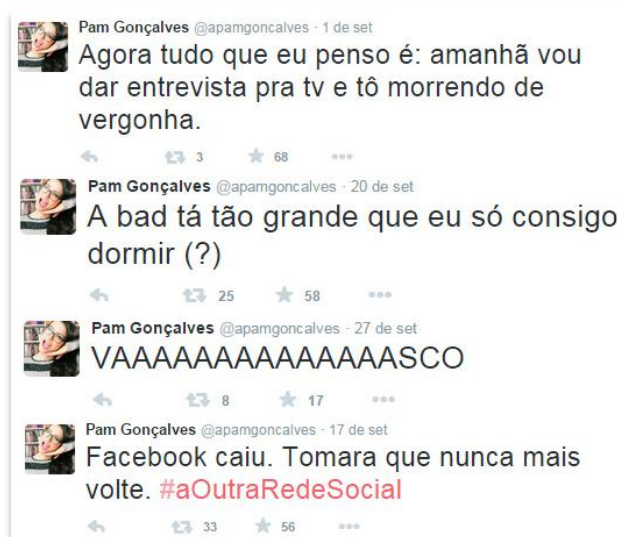 Pam Gonçalves @apamgoncalves · 1 de set
Agora tudo que eu penso é: amanhã vou
dar entrevista pra tv e tô morrendo de
vergonha.
3 68
Pam Gonçalves @apamgoncalves · 20 de set
A bad tá tão grande que eu só consigo
dormir (?)
25 58
Pam Gonçalves @apamgoncalves · 27 de set
VAAAAAAAAAAAAAAASCO
8 17
Pam Gonçalves @apamgoncalves · 17 de set
Facebook caiu. Tomara que nunca mais
volte. #aOutraRedeSocial
33 56